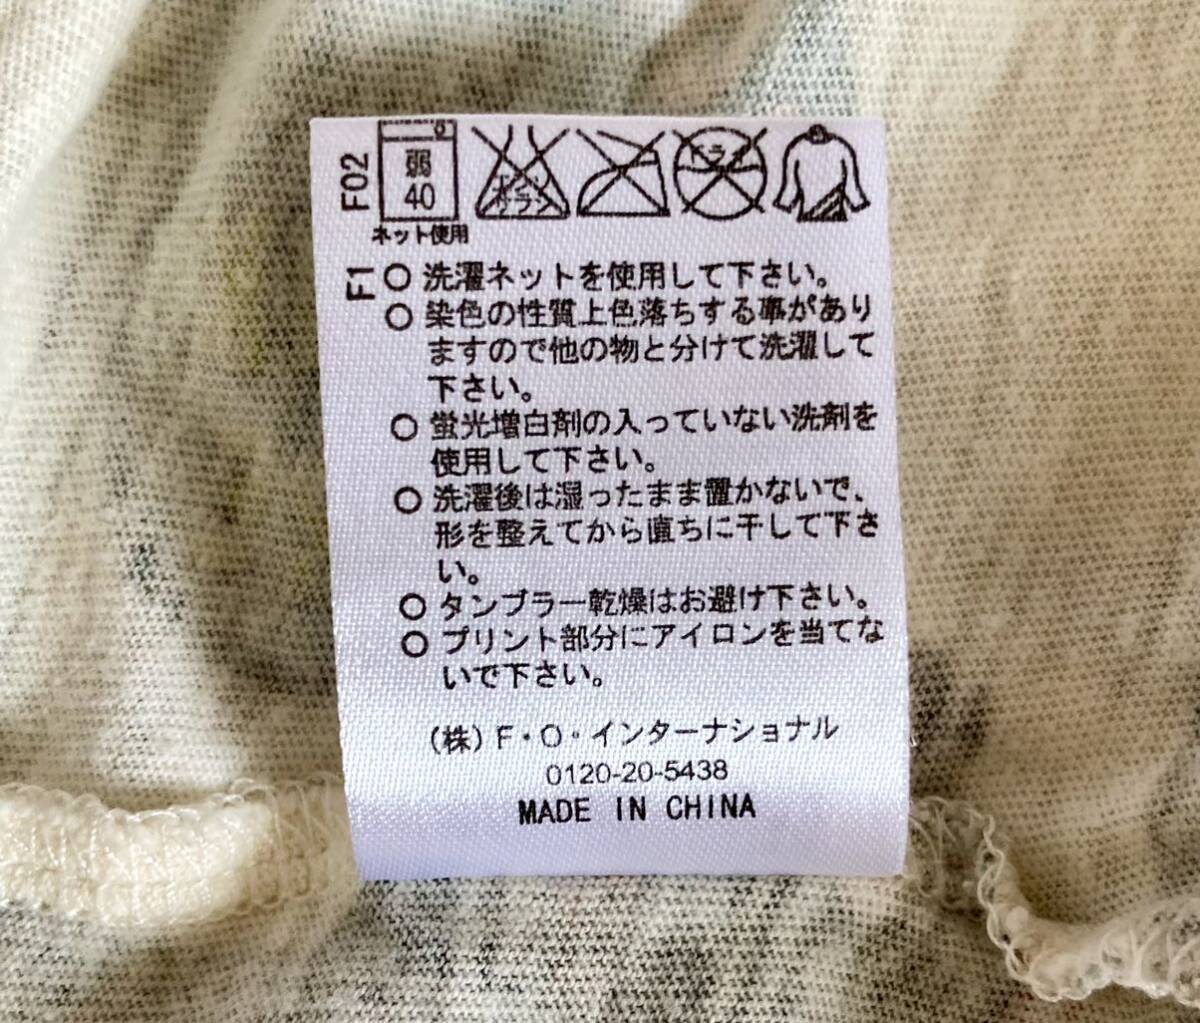 F02
弱
40
エンソ
サラシ
ドライ
ネット使用
F1
○ 洗濯ネットを使用して下さい。
○ 染色の性質上色落ちする事があり
ますので他の物と分けて洗濯して
下さい。
○ 蛍光増白剤の入っていない洗剤を
使用して下さい。
○ 洗濯後は湿ったまま置かないで、
形を整えてから直ちに干して下さ
い。
○ タンブラー乾燥はお避け下さい。
○ プリント部分にアイロンを当てな
いで下さい。
(株)F・O・インターナショナル
0120-20-5438
MADE IN CHINA